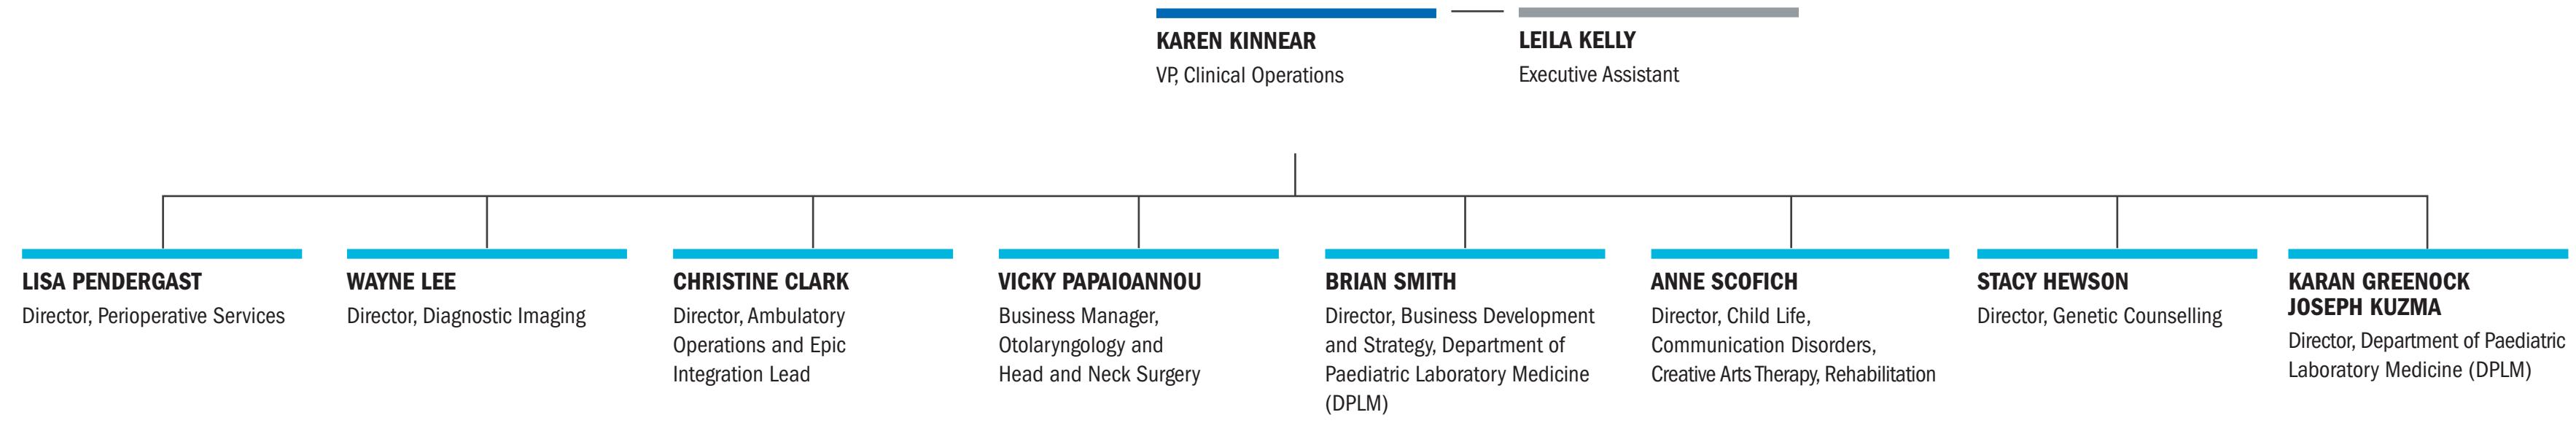 KAREN KINNEAR
VP, Clinical Operations
LEILA KELLY
Executive Assistant
LISA PENDERGAST
Director, Perioperative Services
WAYNE LEE
Director, Diagnostic Imaging
CHRISTINE CLARK
Director, Ambulatory
Operations and Epic
Integration Lead
VICKY PAPAIOANNOU
Business Manager,
Otolaryngology and
Head and Neck Surgery
BRIAN SMITH
Director, Business Development
and Strategy, Department of
Paediatric Laboratory Medicine
(DPLM)
ANNE SCOFICH
Director, Child Life,
Communication Disorders,
Creative Arts Therapy, Rehabilitation
STACY HEWSON
Director, Genetic Counselling
KARAN GREENOCK
JOSEPH KUZMA
Director, Department of Paediatric
Laboratory Medicine (DPLM)